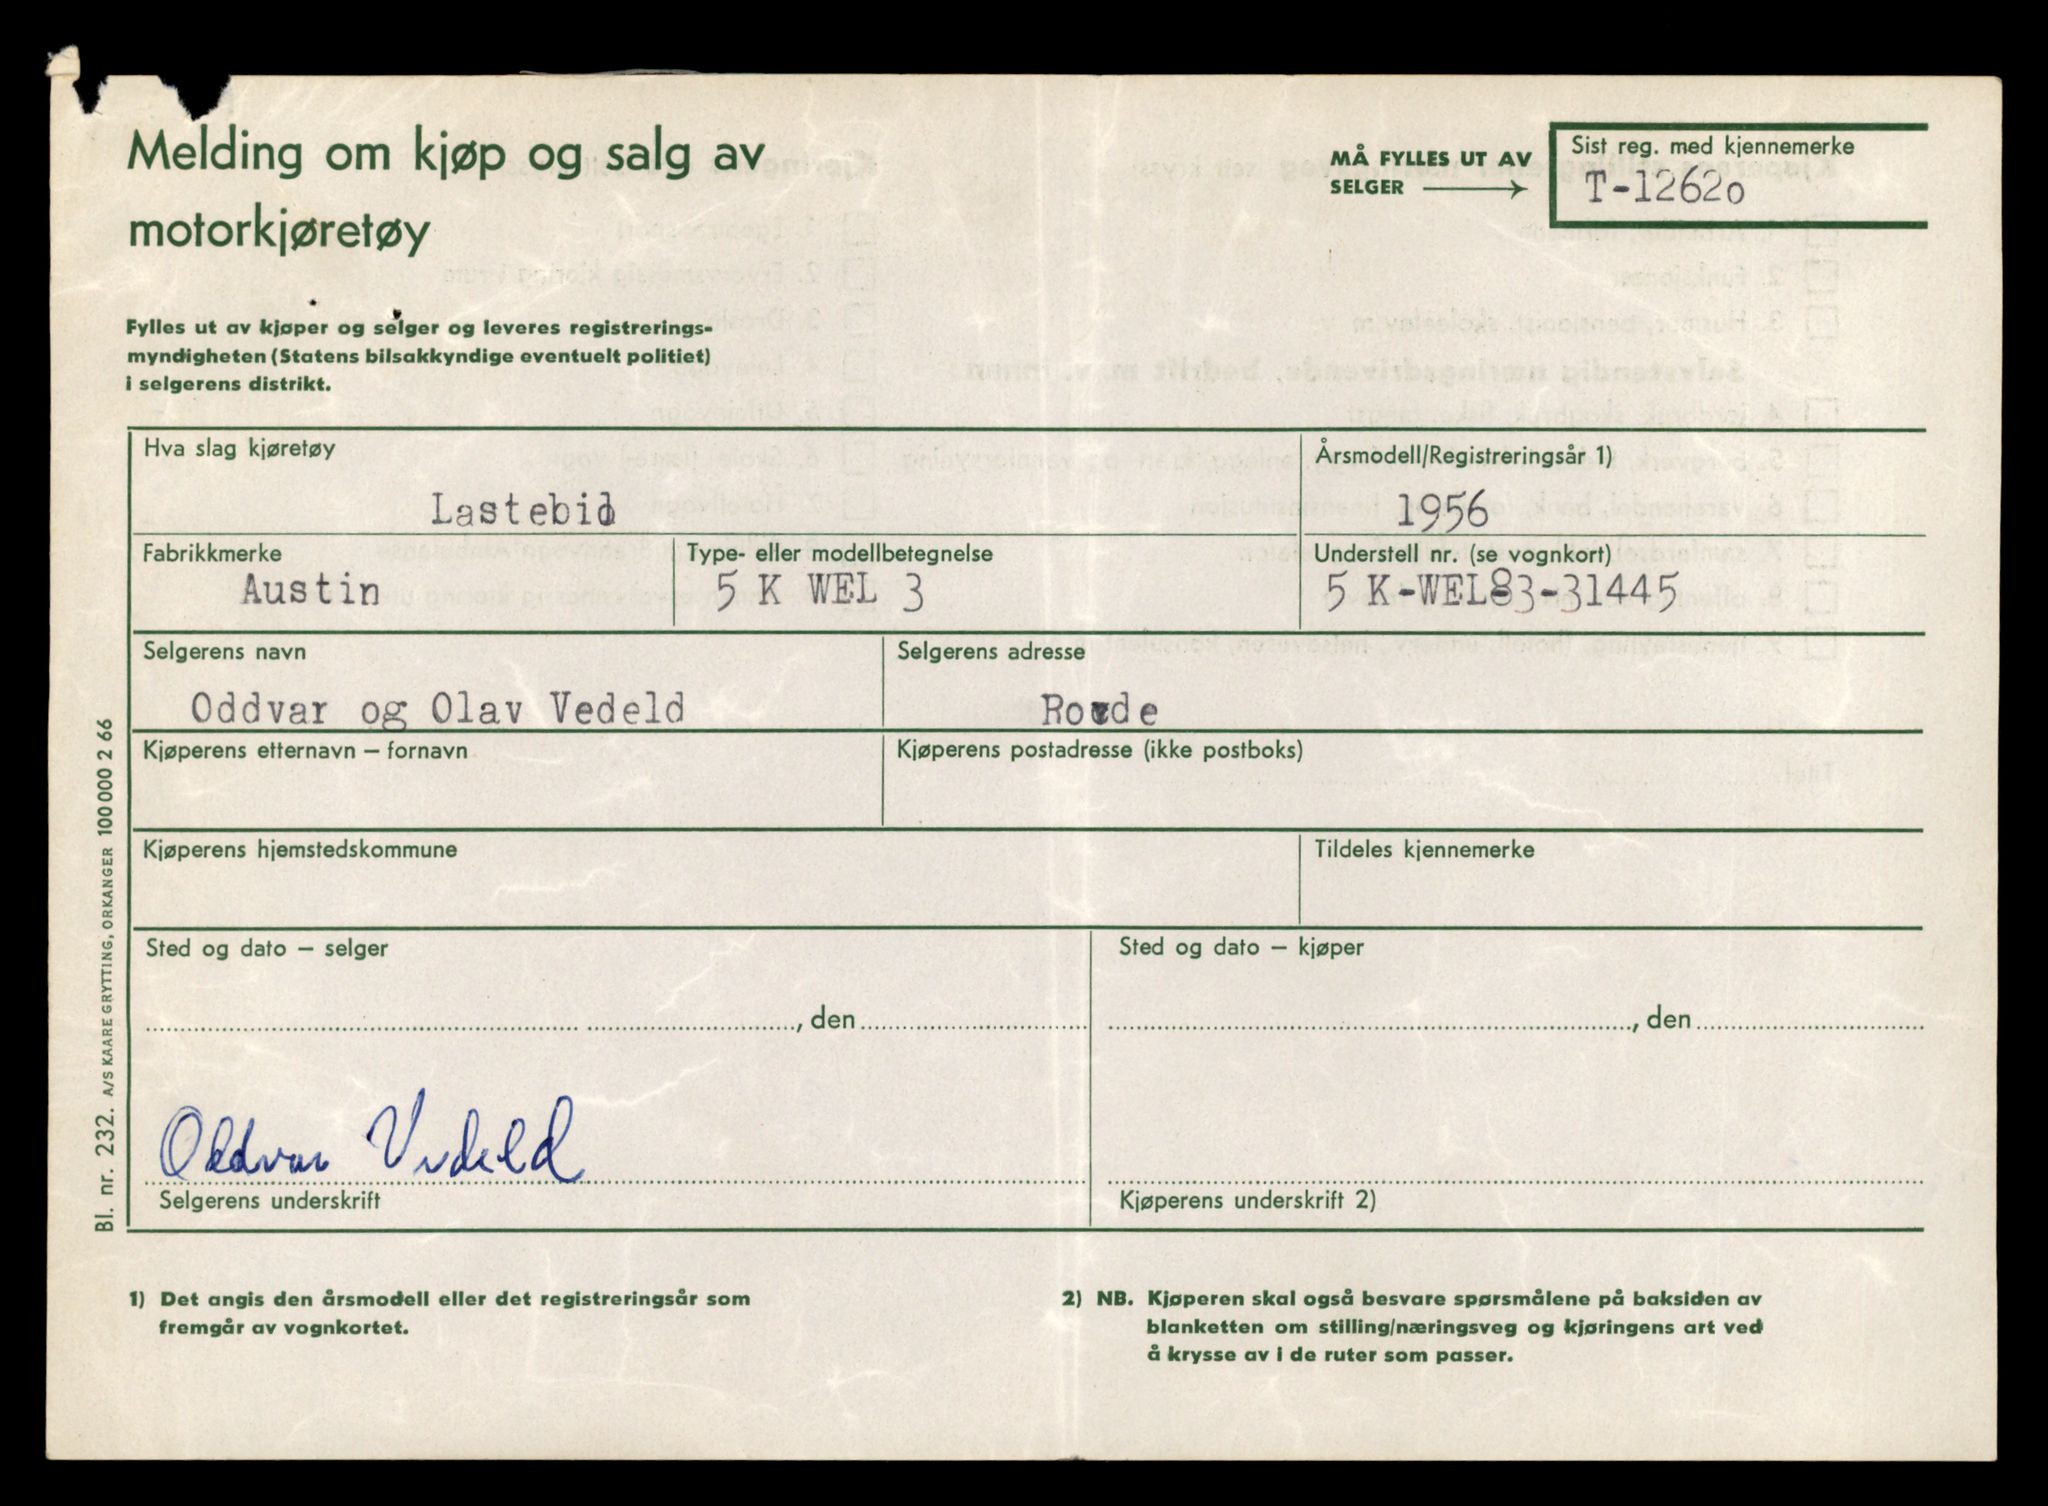 Melding om kjøp og salg av
motorkjøretøy
MÅ FYLLES UT AV
SELGER
Sist reg. med kjennemerke
T-12620
Fylles ut av kjøper og selger og leveres registrerings-
myndigheten (Statens bilsakkyndige eventuelt politiet)
i selgerens distrikt.
Hva slag kjøretøy
Lastebil
Årsmodell/Registreringsår 1)
1956
Fabrikkmerke
Austin
Type- eller modellbetegnelse
5 K WEL 3
Understell nr. (se vognkort)
5 K-WEL83-31445
Selgerens navn
Oddvar og Olav Vedeld
Selgerens adresse
Kjøperens etternavn – fornavn
Kjøperens postadresse (ikke postboks)
Kjøperens hjemstedskommune
Tildeles kjennemerke
Sted og dato – selger
, den
Sted og dato – kjøper
, den
Oddvar Vedeld
Selgerens underskrift
Kjøperens underskrift 2)
1) Det angis den årsmodell eller det registreringsår som
fremgår av vognkortet.
2) NB. Kjøperen skal også besvare spørsmålene på baksiden av
blanketten om stilling/næringsveg og kjøringens art ved
å krysse av i de ruter som passer.
Bl. nr. 232. A/S KAARE GRYTTING, ORKANGER 100 000 2 66